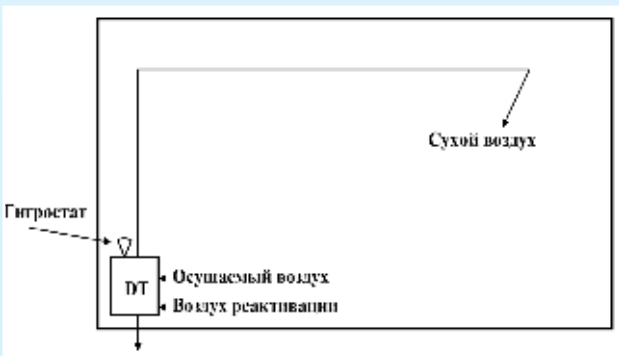 Сухой воздух
Гигростат
DT
Осушаемый воздух
Воздух реактивации